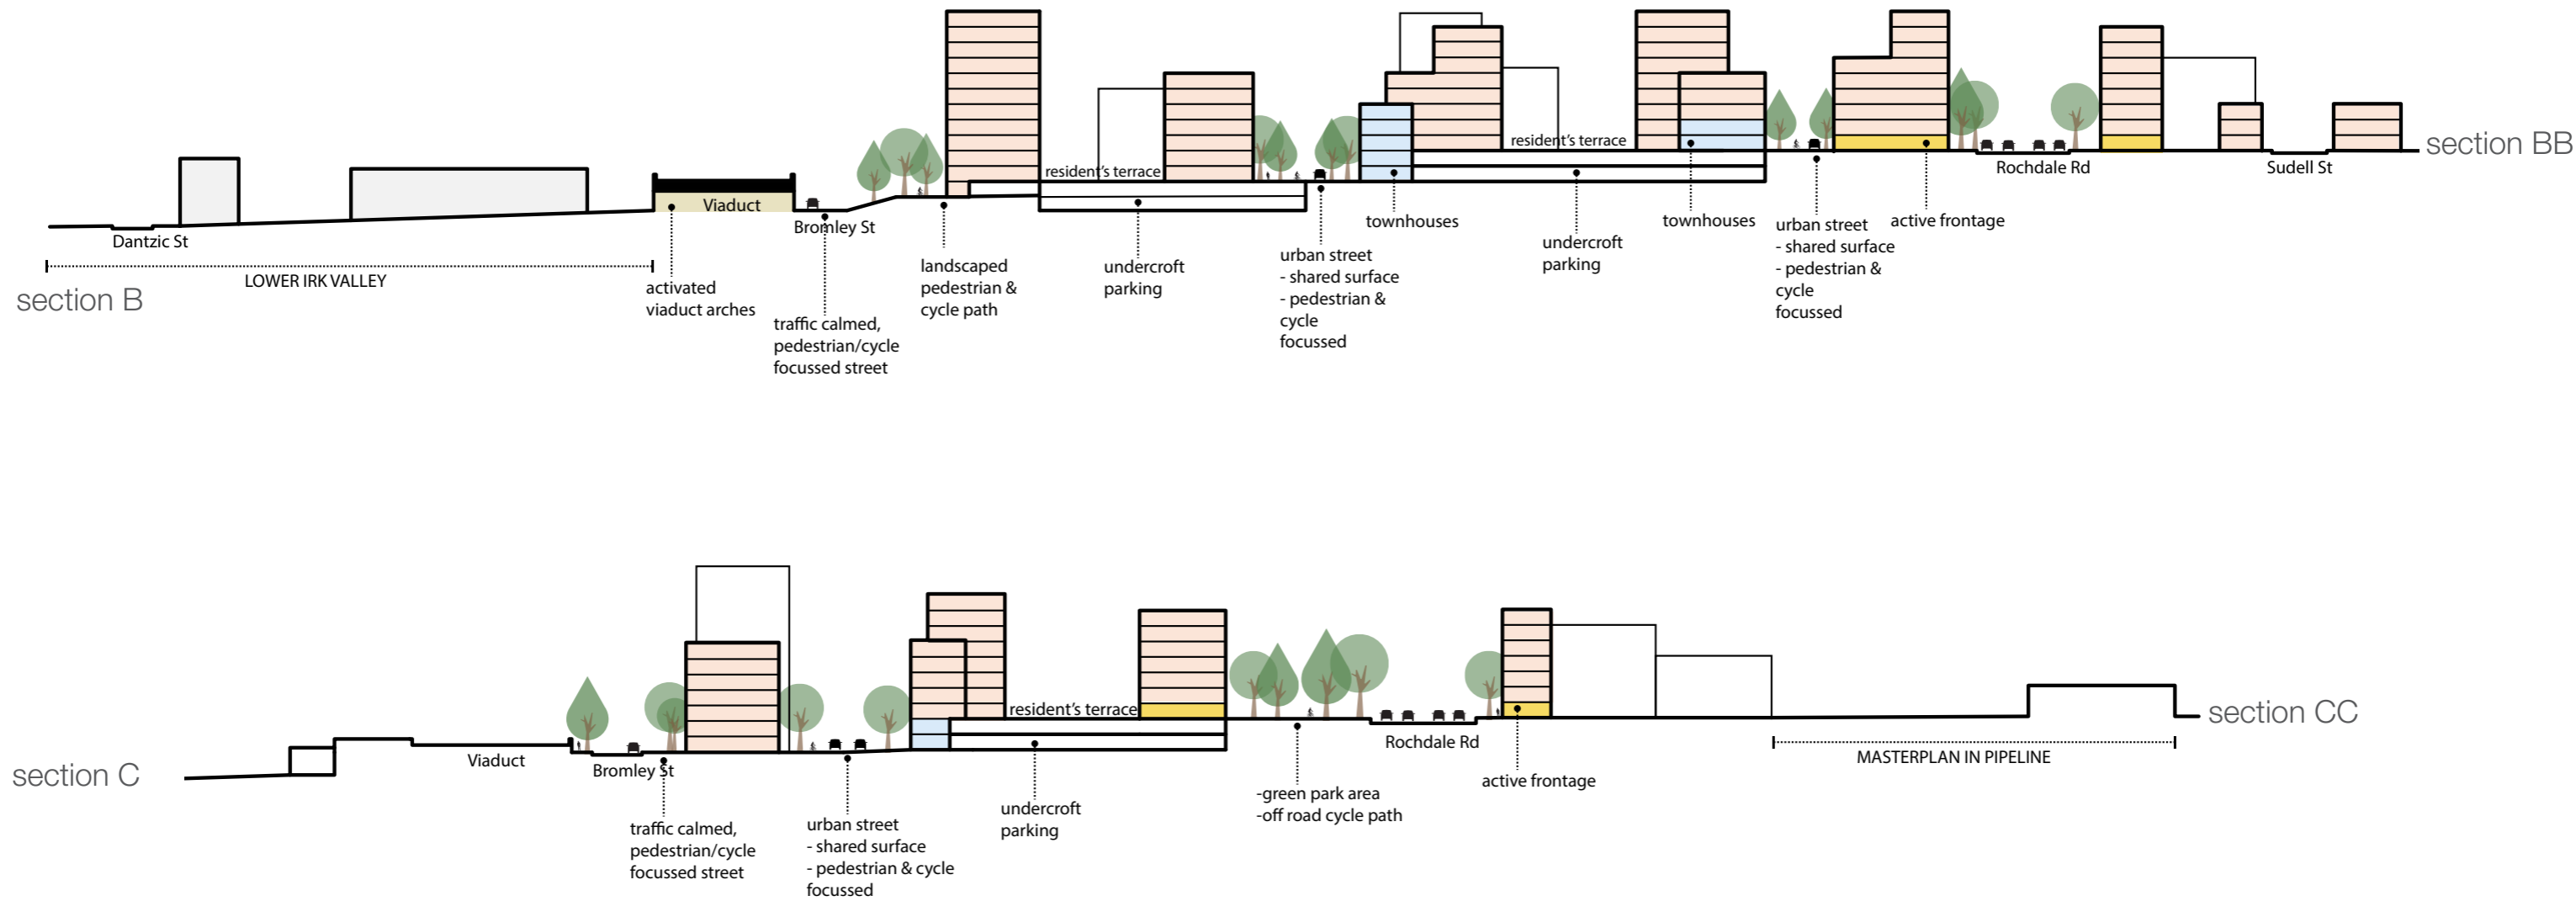 resident's terrace
resident's terrace
section BB
Viaduct
Rochdale Rd
Sudell St
Dantzic St
Bromley St
townhouses
townhouses
urban street
- shared surface
- pedestrian &
cycle
focussed
active frontage
undercroft
parking
LOWER IRK VALLEY
section B
activated
viaduct arches
traffic calmed,
pedestrian/cycle
focussed street
landscaped
pedestrian &
cycle path
undercroft
parking
urban street
- shared surface
- pedestrian &
cycle
focussed
resident's terrace
section CC
Viaduct
Bromley St
Rochdale Rd
MASTERPLAN IN PIPELINE
section C
active frontage
traffic calmed,
pedestrian/cycle
focussed street
urban street
- shared surface
- pedestrian & cycle
focussed
undercroft
parking
-green park area
-off road cycle path